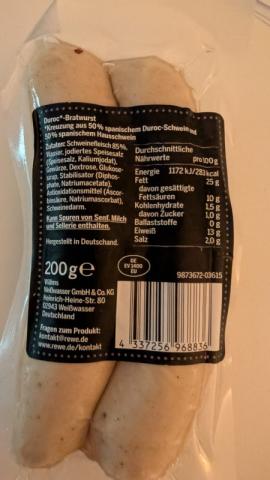 Duroc*-Bratwurst
*Kreuzung aus 50% spanischem Duroc-Schwein und
50% spanischem Hausschwein
Zutaten: Schweinefleisch 85%,
Wasser, jodiertes Speisesalz
(Speisesalz, Kaliumjodat),
Gewürze, Dextrose, Glukose-
sirup, Stabilisator (Diphos-
phate, Natriumacetate),
Antioxidationsmittel (Ascor-
binsäure, Natriumascorbat),
Schweinedarm.
Kann Spuren von Senf, Milch
und Sellerie enthalten.
Hergestellt in Deutschland.
200g e
Wilms
Weißwasser GmbH & Co. KG
Heinrich-Heine-Str. 80
02943 Weißwasser
Deutschland
Fragen zum Produkt:
kontakt@rewe.de
www.rewe.de/kontakt
Durchschnittliche
Nährwerte pro 100g
Energie 1172 kJ/281 kcal
Fett 25 g
davon gesättigte
Fettsäuren 10 g
Kohlenhydrate 1,5 g
davon Zucker 1,0 g
Ballaststoffe 0 g
Eiweiß 13 g
Salz 2,0 g
DE
EV 1400
EU
9873672-03615
4 337256 968836